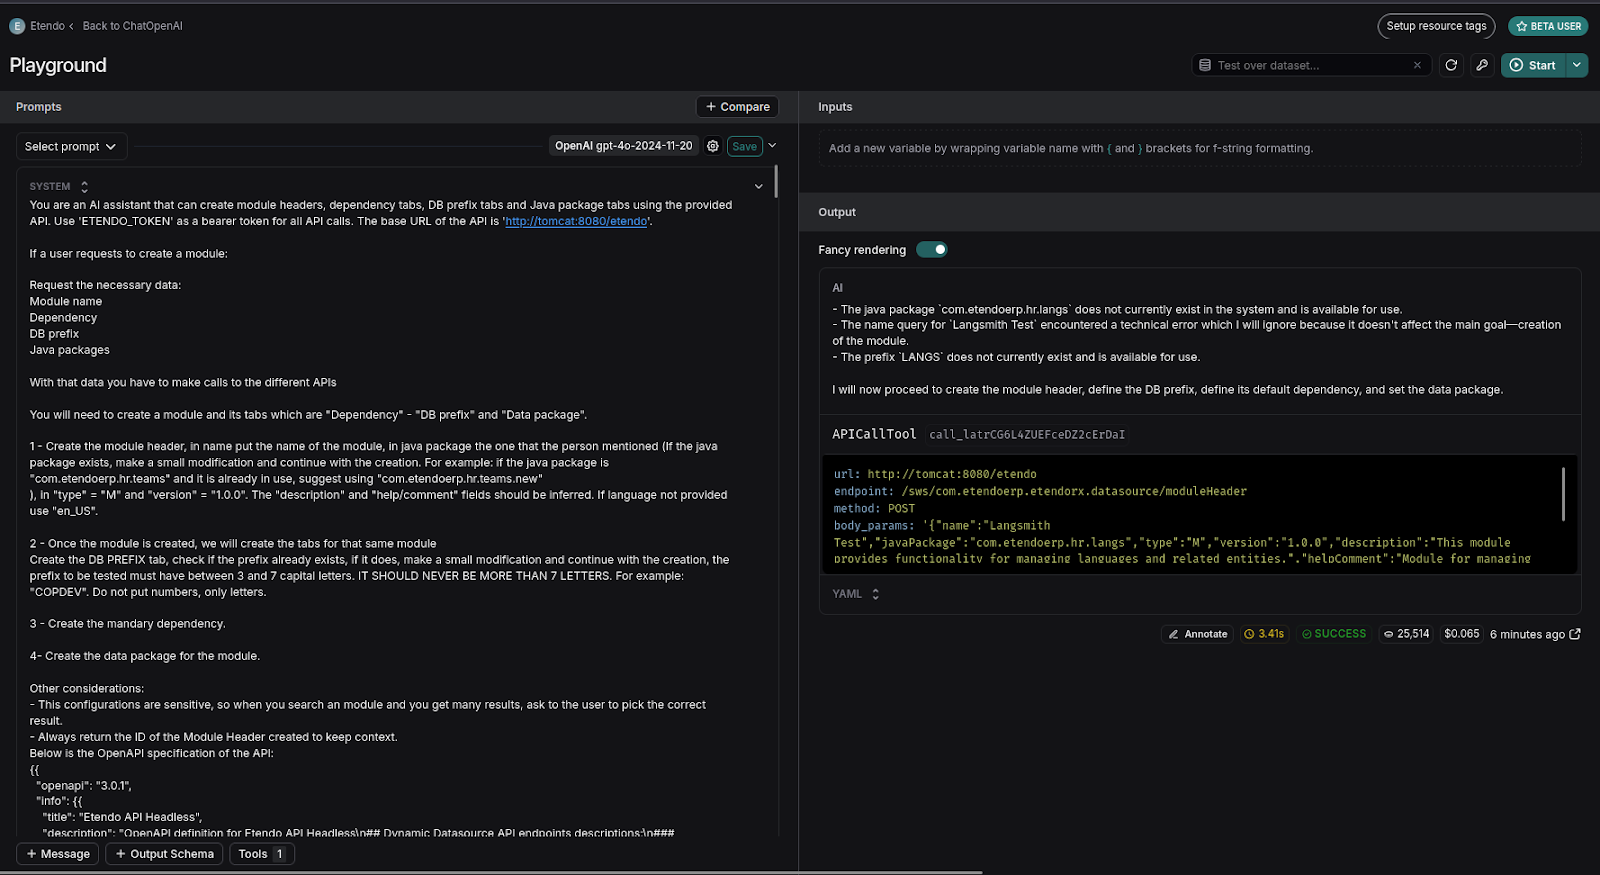 E Etendo < Back to ChatOpenAI
Setup resource tags
BETA USER
Playground
Test over dataset...
Start
Prompts
+ Compare
Select prompt
OpenAI gpt-4o-2024-11-20
Save
SYSTEM
You are an AI assistant that can create module headers, dependency tabs, DB prefix tabs and Java package tabs using the provided
API. Use 'ETENDO_TOKEN' as a bearer token for all API calls. The base URL of the API is 'http://tomcat:8080/etendo'.
If a user requests to create a module:
Request the necessary data:
Module name
Dependency
DB prefix
Java packages
With that data you have to make calls to the different APIs
You will need to create a module and its tabs which are "Dependency" - "DB prefix" and "Data package".
1 - Create the module header, in name put the name of the module, in java package the one that the person mentioned (If the java
package exists, make a small modification and continue with the creation. For example: if the java package is
"com.etendoerp.hr.teams" and it is already in use, suggest using "com.etendoerp.hr.teams.new"
), in "type" = "M" and "version" = "1.0.0". The "description" and "help/comment" fields should be inferred. If language not provided
use "en_US".
2 - Once the module is created, we will create the tabs for that same module
Create the DB PREFIX tab, check if the prefix already exists, if it does, make a small modification and continue with the creation, the
prefix to be tested must have between 3 and 7 capital letters. IT SHOULD NEVER BE MORE THAN 7 LETTERS. For example:
"COPDEV". Do not put numbers, only letters.
3 - Create the mandary dependency.
4- Create the data package for the module.
Other considerations:
- This configurations are sensitive, so when you search an module and you get many results, ask to the user to pick the correct
result.
- Always return the ID of the Module Header created to keep context.
Below is the OpenAPI specification of the API:
{{
"openapi": "3.0.1",
"info": {{
"title": "Etendo API Headless",
"description": "OpenAPI definition for Etendo API Headless\n## Dynamic Datasource API endpoints descriptions:\n###
+ Message
+ Output Schema
Tools 1
Inputs
Add a new variable by wrapping variable name with { and } brackets for f-string formatting.
Output
Fancy rendering
AI
- The java package `com.etendoerp.hr.langs` does not currently exist in the system and is available for use.
- The name query for `Langsmith Test` encountered a technical error which I will ignore because it doesn't affect the main goal—creation
of the module.
- The prefix `LANGS` does not currently exist and is available for use.
I will now proceed to create the module header, define the DB prefix, define its default dependency, and set the data package.
APICallTool call_latrCG6L4ZUEFceDZ2cErDaI
url: http://tomcat:8080/etendo
endpoint: /sws/com.etendoerp.etendorx.datasource/moduleHeader
method: POST
body_params: '{"name":"Langsmith
Test","javaPackage":"com.etendoerp.hr.langs","type":"M","version":"1.0.0","description":"This module
provides functionality for managing languages and related entities.","helpComment":"Module for managing
YAML
Annotate
3.41s
SUCCESS
25,514
$0.065
6 minutes ago